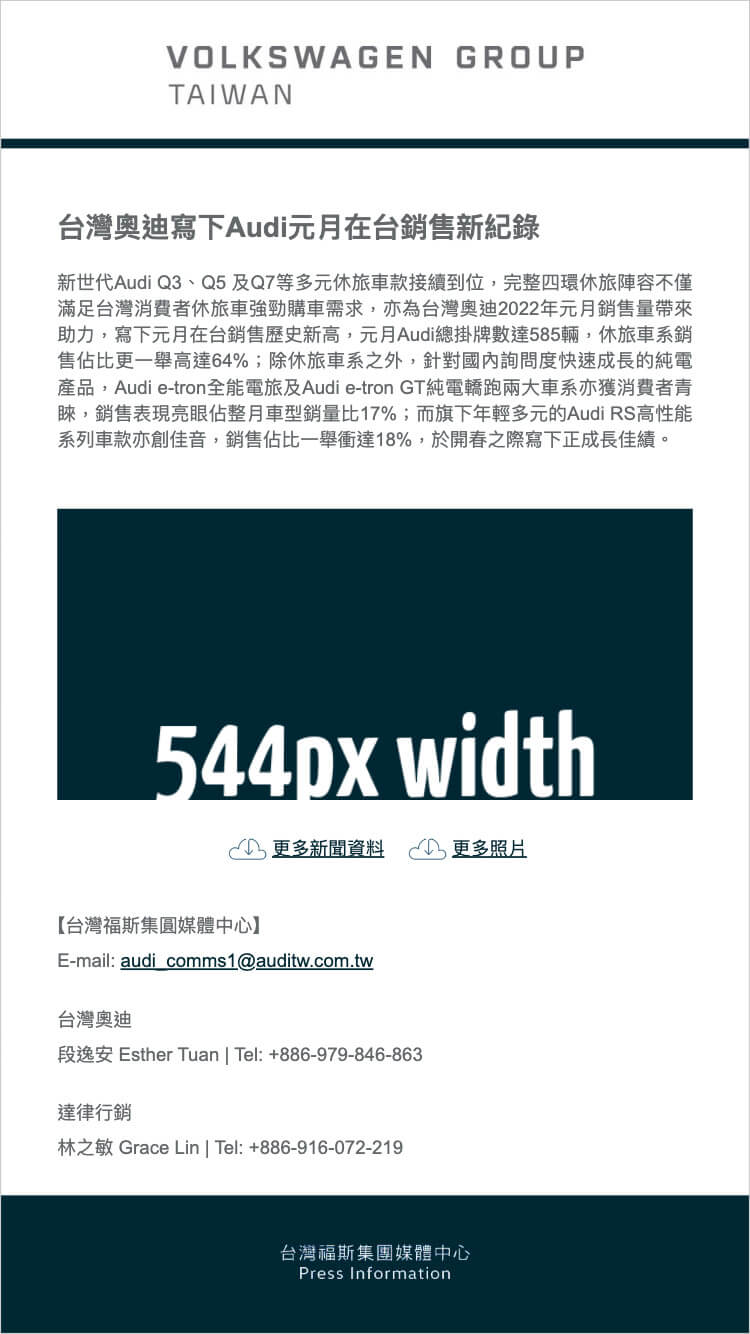 VOLKSWAGEN GROUP
TAIWAN
台灣奧迪寫下Audi元月在台銷售新紀錄
新世代Audi Q3、Q5 及Q7等多元休旅車款接續到位，完整四環休旅陣容不僅
滿足台灣消費者休旅車強勁購車需求，亦為台灣奧迪2022年元月銷售量帶來
助力，寫下元月在台銷售歷史新高，元月Audi總掛牌數達585輛，休旅車系銷
售佔比更一舉高達64%；除休旅車系之外，針對國內詢問度快速成長的純電
產品，Audi e-tron全能電旅及Audi e-tron GT純電轎跑兩大車系亦獲消費者青
睞，銷售表現亮眼佔整月車型銷量比17%；而旗下年輕多元的Audi RS高性能
系列車款亦創佳音，銷售佔比一舉衝達18%，於開春之際寫下正成長佳績。
544px width
更多新聞資料 更多照片
【台灣福斯集圓媒體中心】
E-mail: audi_comms1@auditw.com.tw
台灣奧迪
段逸安 Esther Tuan | Tel: +886-979-846-863
達律行銷
林之敏 Grace Lin | Tel: +886-916-072-219
台灣福斯集團媒體中心
Press Information